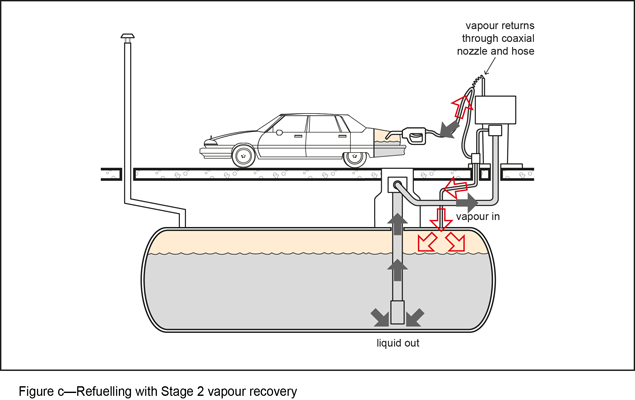 vapour returns
through coaxial
nozzle and hose
vapour in
liquid out
Figure c—Refuelling with Stage 2 vapour recovery